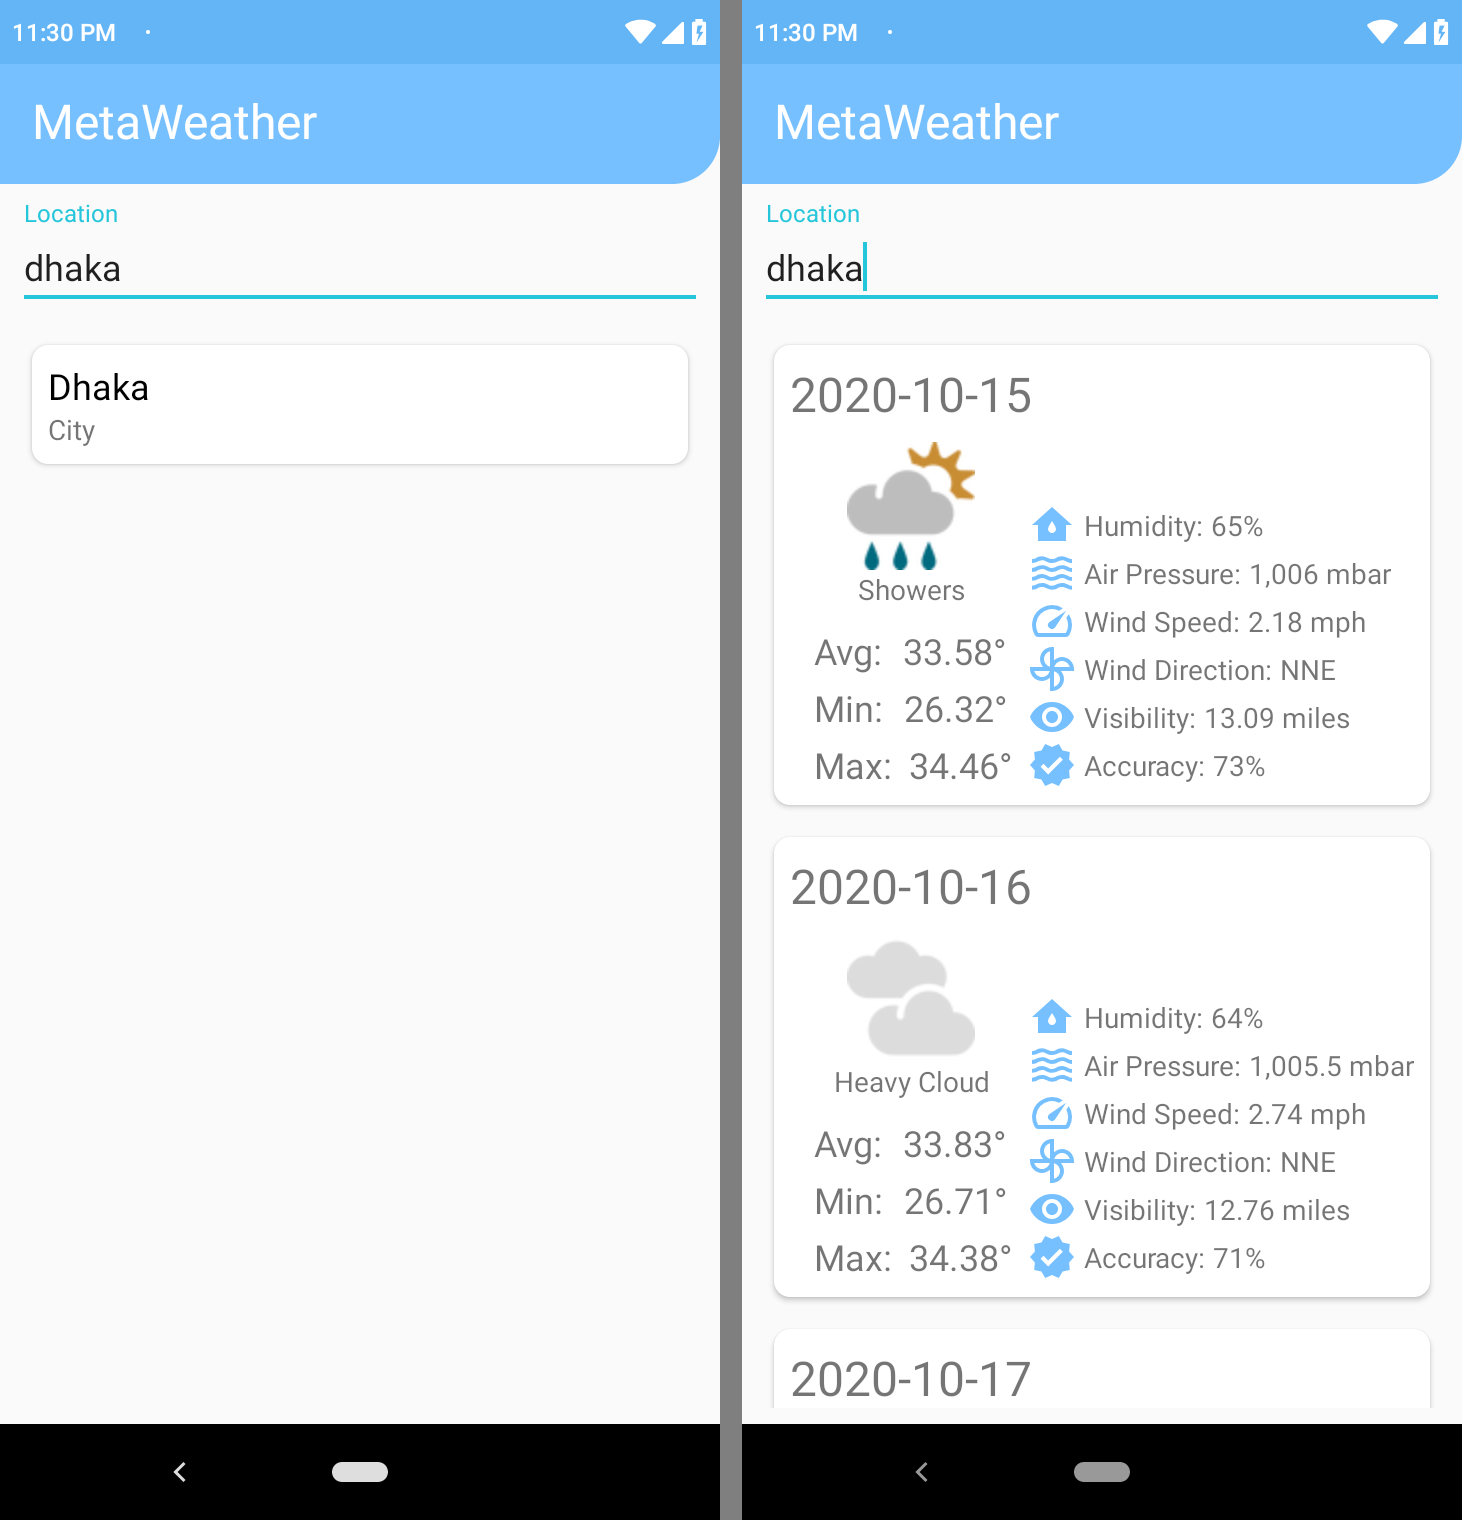 11:30 PM
MetaWeather
Location
dhaka
Dhaka
City
11:30 PM
MetaWeather
Location
dhaka
2020-10-15
Showers
Avg: 33.58°
Min: 26.32°
Max: 34.46°
Humidity: 65%
Air Pressure: 1,006 mbar
Wind Speed: 2.18 mph
Wind Direction: NNE
Visibility: 13.09 miles
Accuracy: 73%
2020-10-16
Heavy Cloud
Avg: 33.83°
Min: 26.71°
Max: 34.38°
Humidity: 64%
Air Pressure: 1,005.5 mbar
Wind Speed: 2.74 mph
Wind Direction: NNE
Visibility: 12.76 miles
Accuracy: 71%
2020-10-17